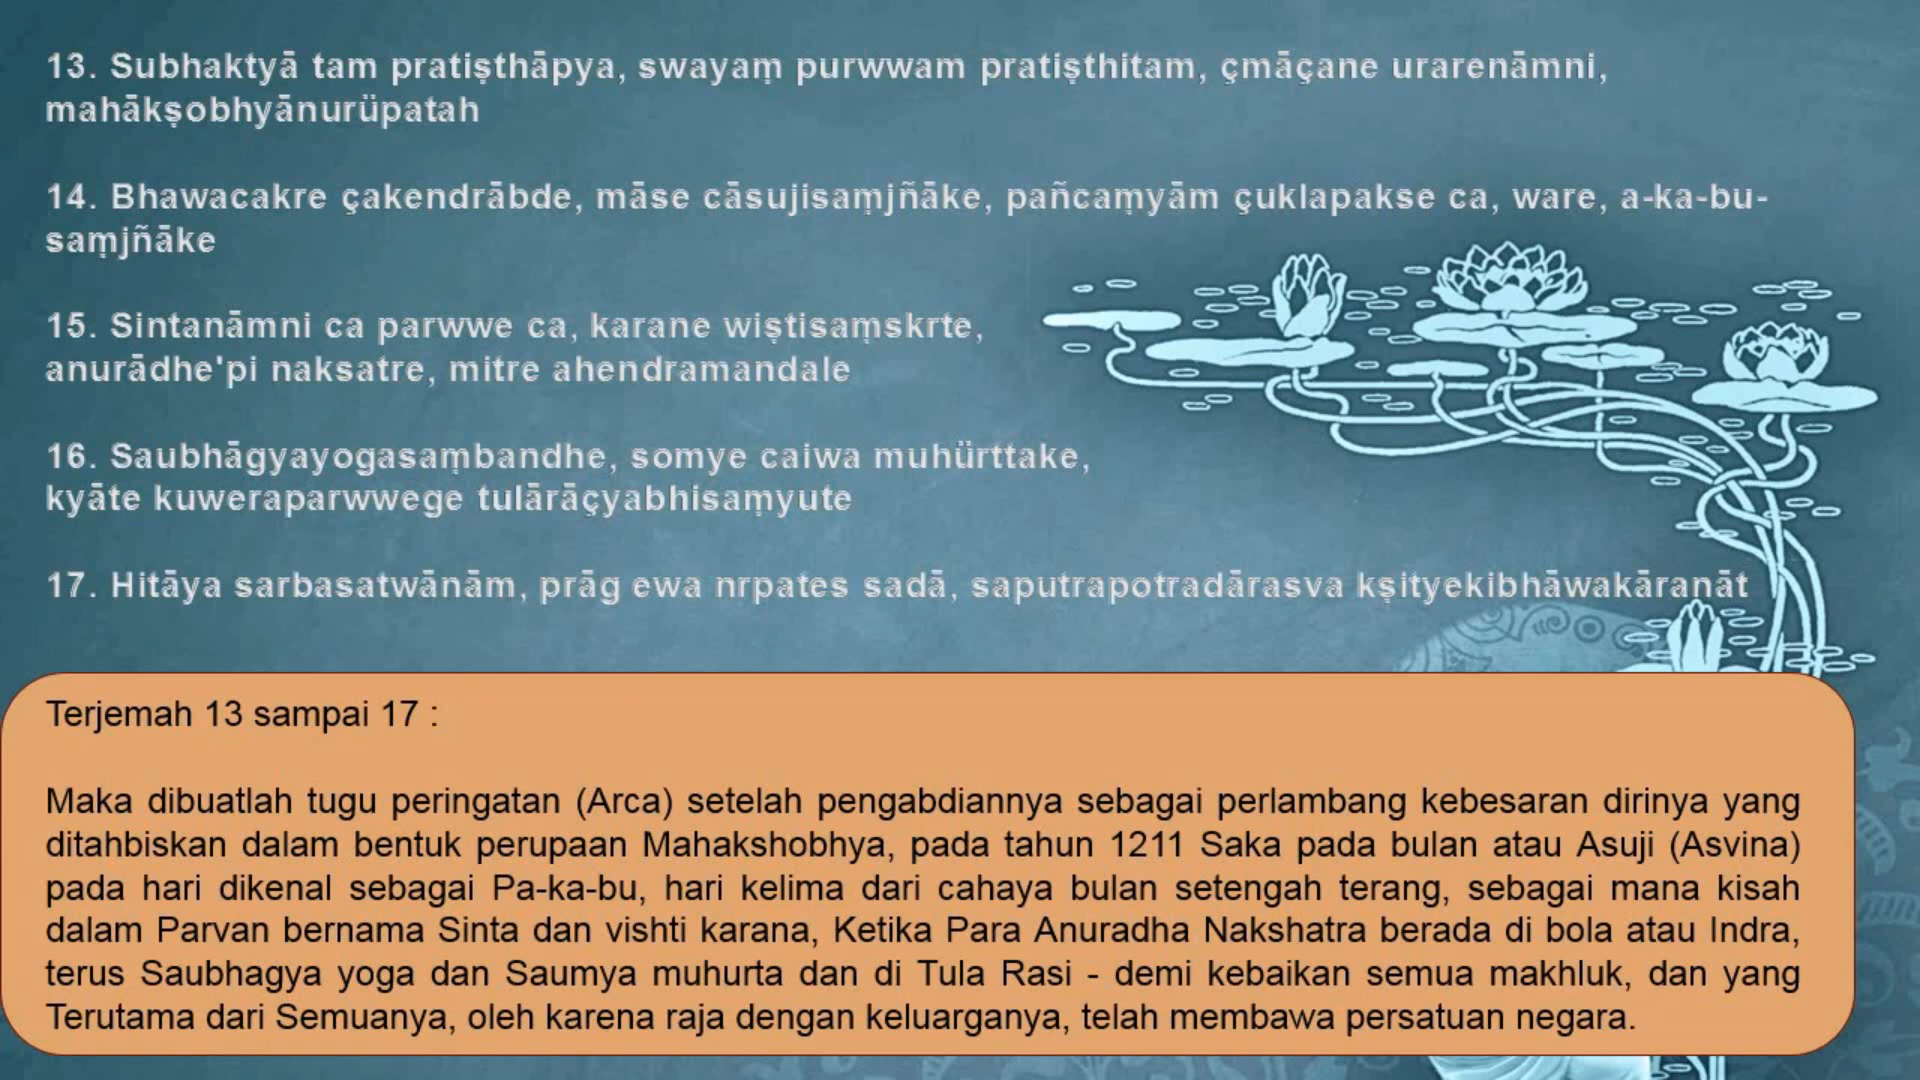 13. Subhaktyā tam pratiṣthāpya, swayaṃ purwwam pratiṣthitam, çmāçane urarenāmni,
mahākṣobhyānurüpatah
14. Bhawacakre çakendrābde, māse cāsujisaṃjñāke, pañcaṃyām çuklapakse ca, ware, a-ka-bu-
saṃjñāke
15. Sintanāmni ca parwwe ca, karane wiṣtisaṃskrte,
anurādhe'pi naksatre, mitre ahendramandale
16. Saubhāgyayogasaṃbandhe, somye caiwa muhürttake,
kyāte kuweraparwwege tulārāçyabhisaṃyute
17. Hitāya sarbasatwānām, prāg ewa nrpates sadā, saputrapotradārasva kṣityekibhāwakāranāt
Terjemah 13 sampai 17 :
Maka dibuatlah tugu peringatan (Arca) setelah pengabdiannya sebagai perlambang kebesaran dirinya yang
ditahbiskan dalam bentuk perupaan Mahakshobhya, pada tahun 1211 Saka pada bulan atau Asuji (Asvina)
pada hari dikenal sebagai Pa-ka-bu, hari kelima dari cahaya bulan setengah terang, sebagai mana kisah
dalam Parvan bernama Sinta dan vishti karana, Ketika Para Anuradha Nakshatra berada di bola atau Indra,
terus Saubhagya yoga dan Saumya muhurta dan di Tula Rasi - demi kebaikan semua makhluk, dan yang
Terutama dari Semuanya, oleh karena raja dengan keluarganya, telah membawa persatuan negara.